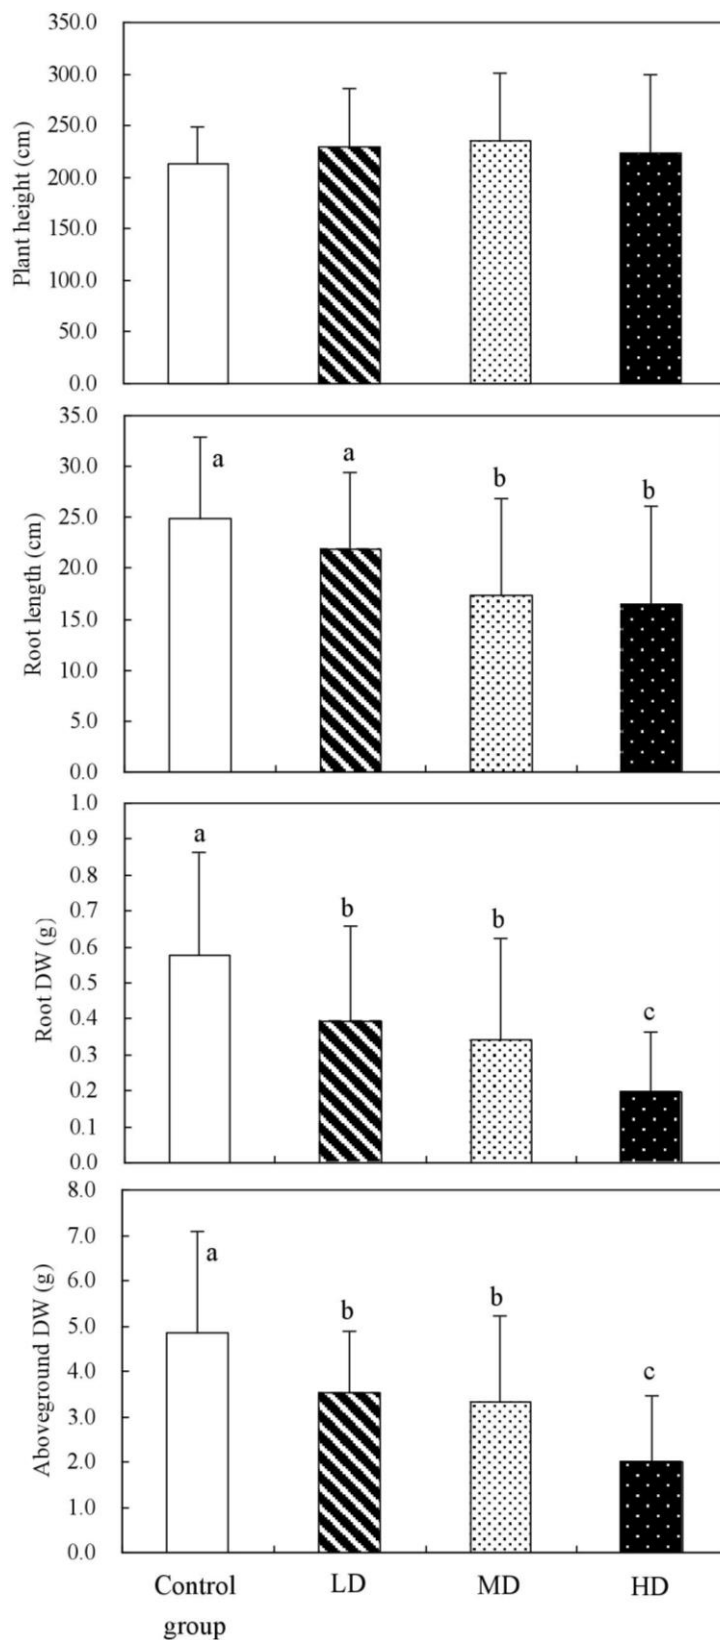 350.0
300.0
250.0
200.0
150.0
100.0
50.0
0.0
Plant height (cm)
35.0
30.0
25.0
20.0
15.0
10.0
5.0
0.0
Root length (cm)
a
a
b
b
1.0
0.9
0.8
0.7
0.6
0.5
0.4
0.3
0.2
0.1
0.0
Root DW (g)
a
b
b
c
8.0
7.0
6.0
5.0
4.0
3.0
2.0
1.0
0.0
Aboveground DW (g)
a
b
b
c
Control
group
LD
MD
HD